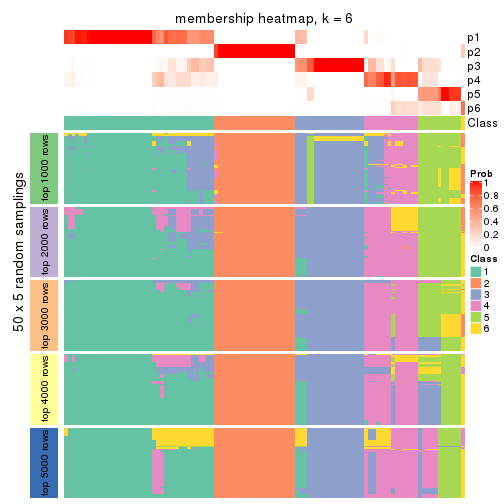 membership heatmap, k = 6
p1
p2
p3
p4
p5
p6
Class
50 x 5 random samplings
top 1000 rows
top 2000 rows
top 3000 rows
top 4000 rows
top 5000 rows
Prob
1
0.8
0.6
0.4
0.2
0
Class
1
2
3
4
5
6